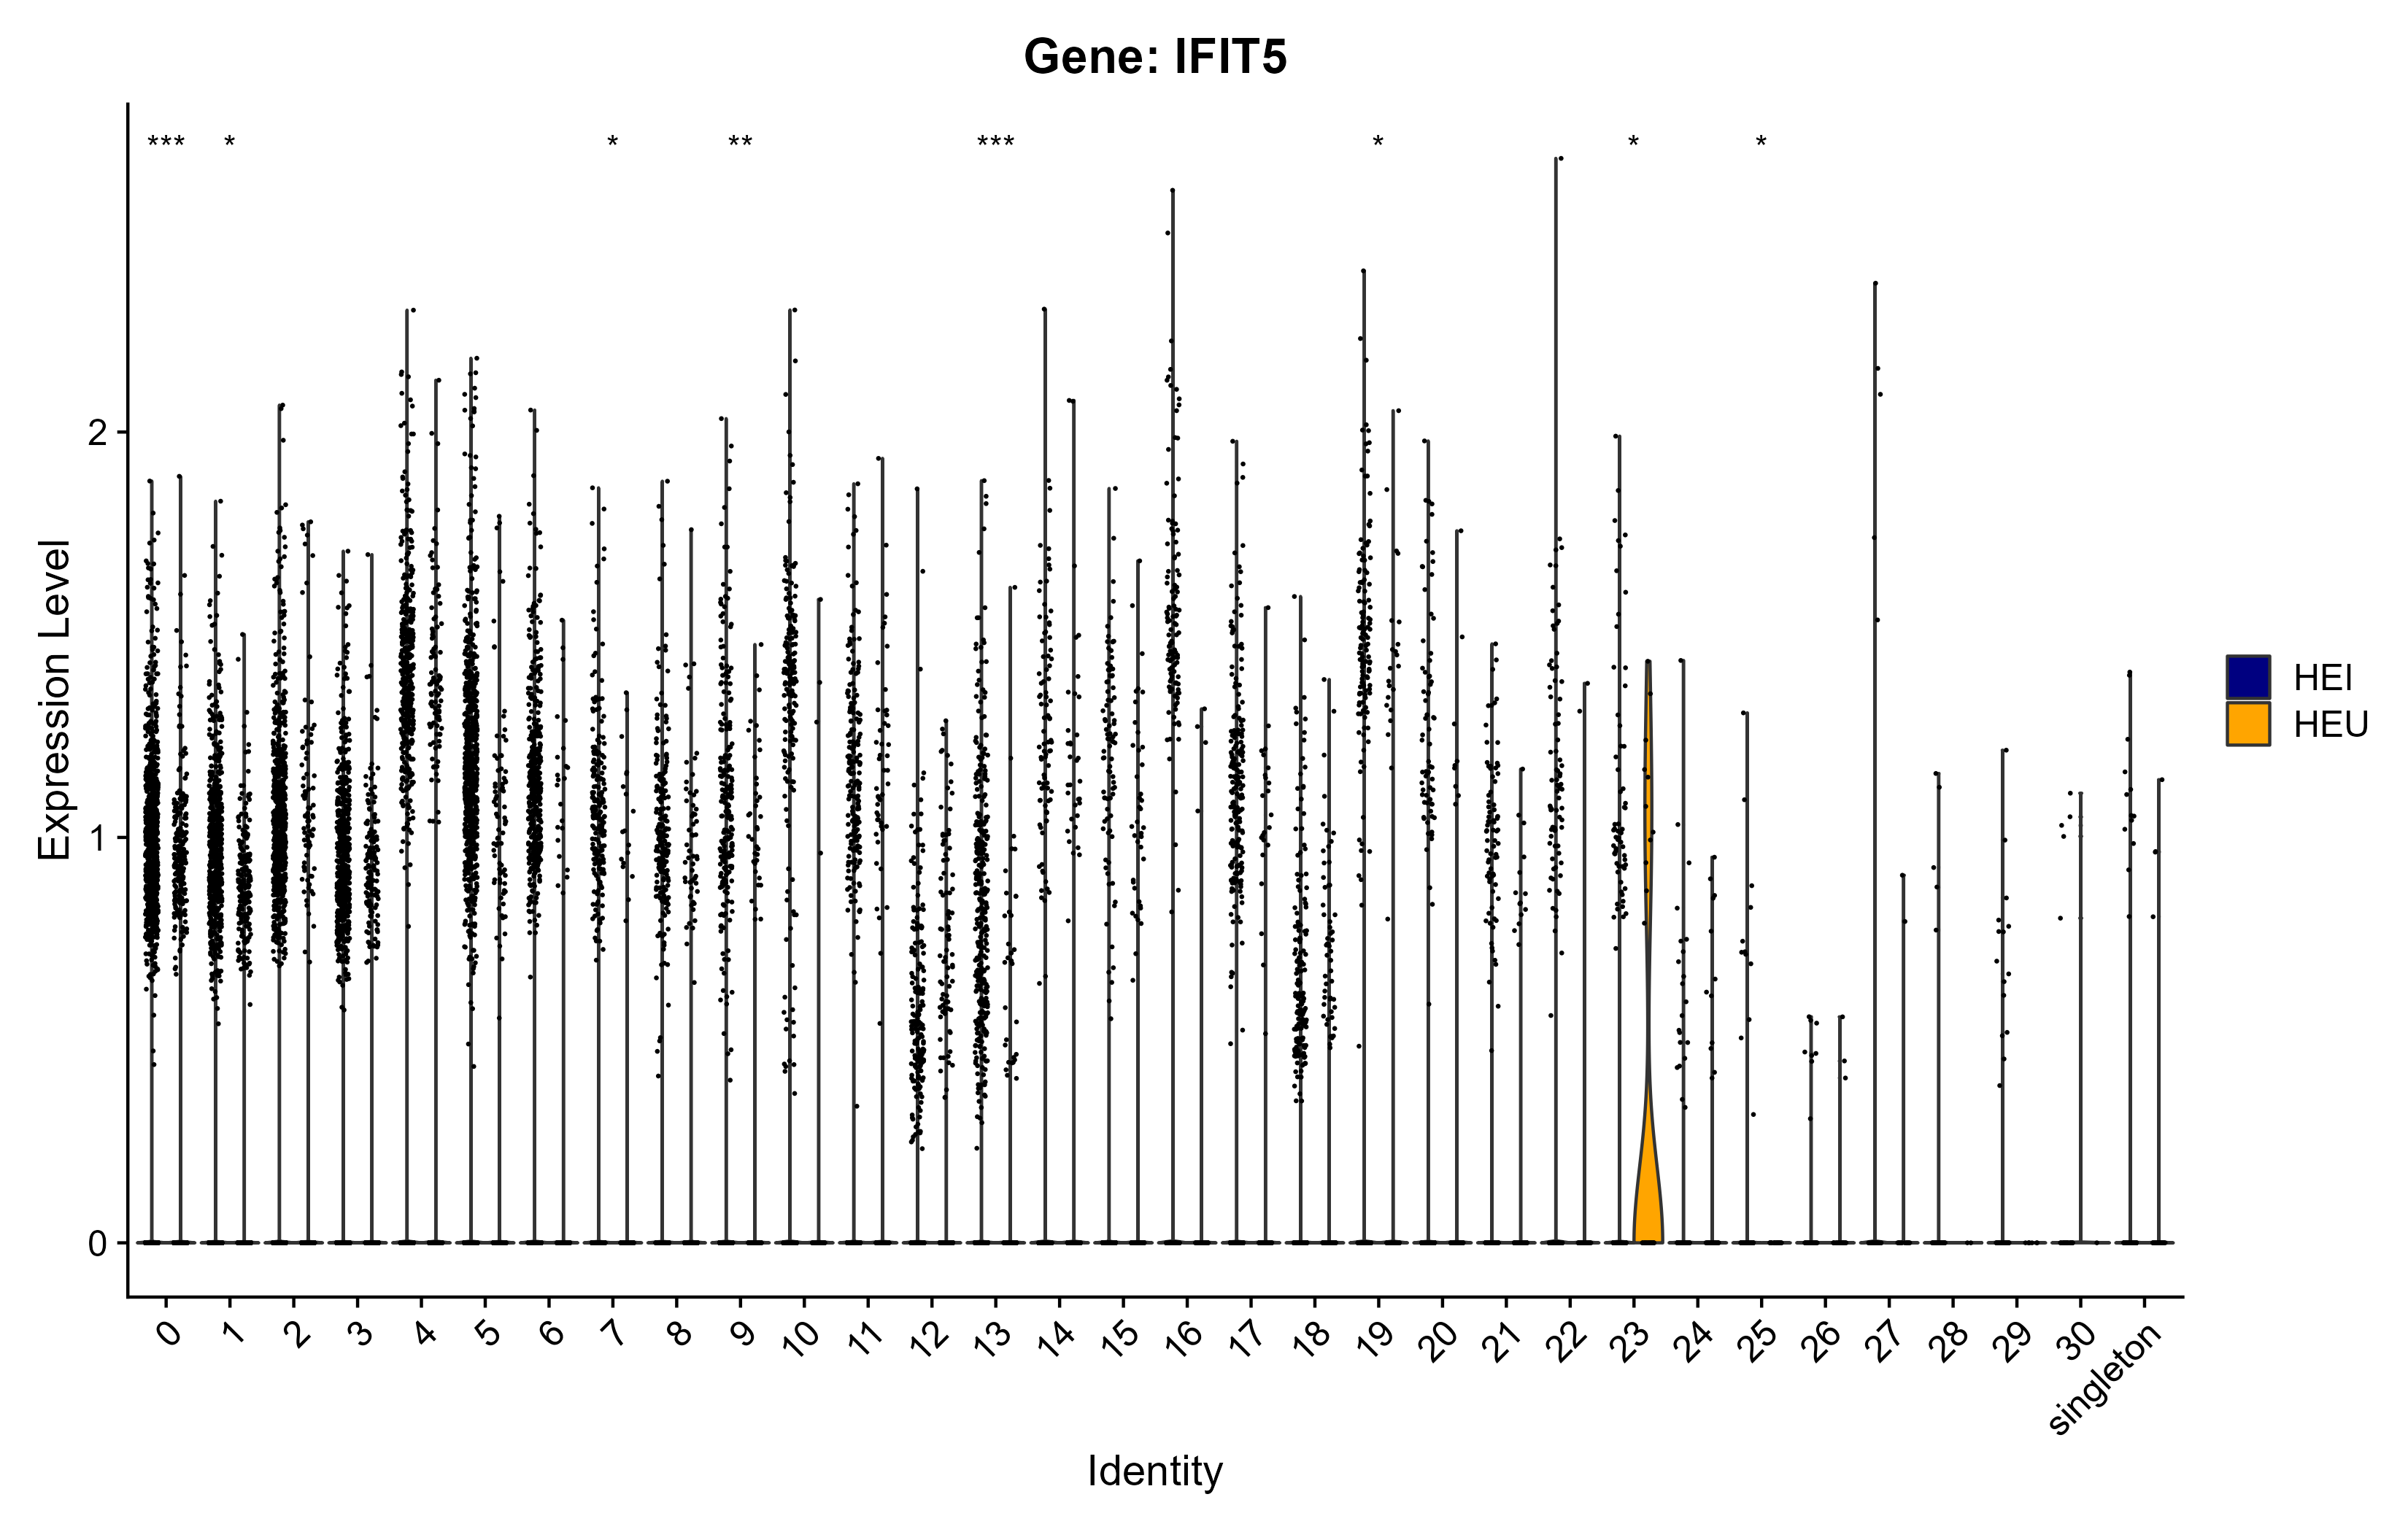 Gene: IFIT5
*** * * ** *** * * *
Expression Level
2
1
0
HEI
HEU
0 1 2 3 4 5 6 7 8 9 10 11 12 13 14 15 16 17 18 19 20 21 22 23 24 25 26 27 28 29 30 singleton
Identity